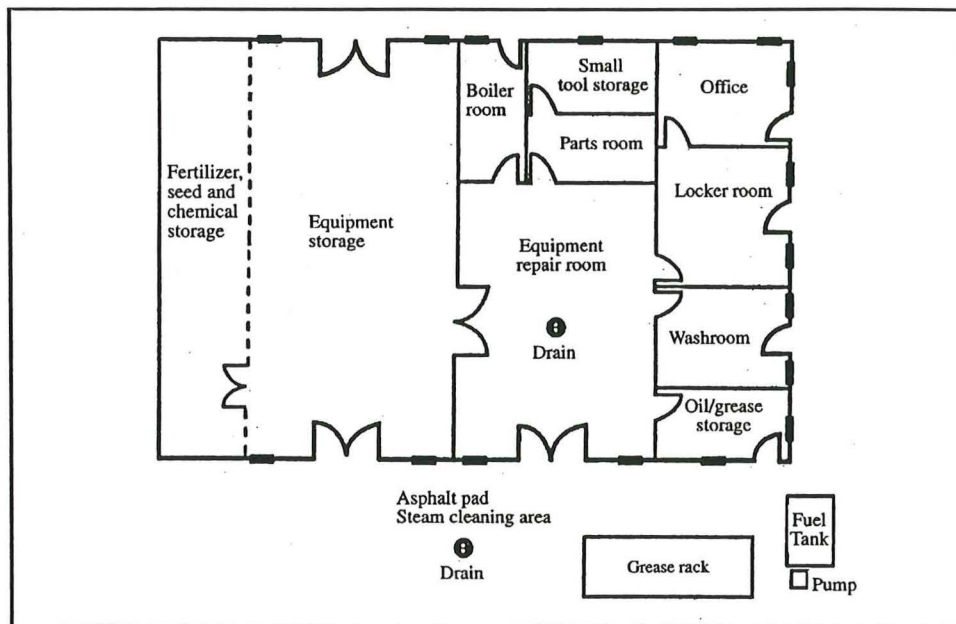 Small
tool storage
Office
Boiler
room
Parts room
Fertilizer,
seed and
chemical
storage
Locker room
Equipment
storage
Equipment
repair room
Drain
Washroom
Oil/grease
storage
Asphalt pad
Steam cleaning area
Drain
Grease rack
Fuel
Tank
Pump